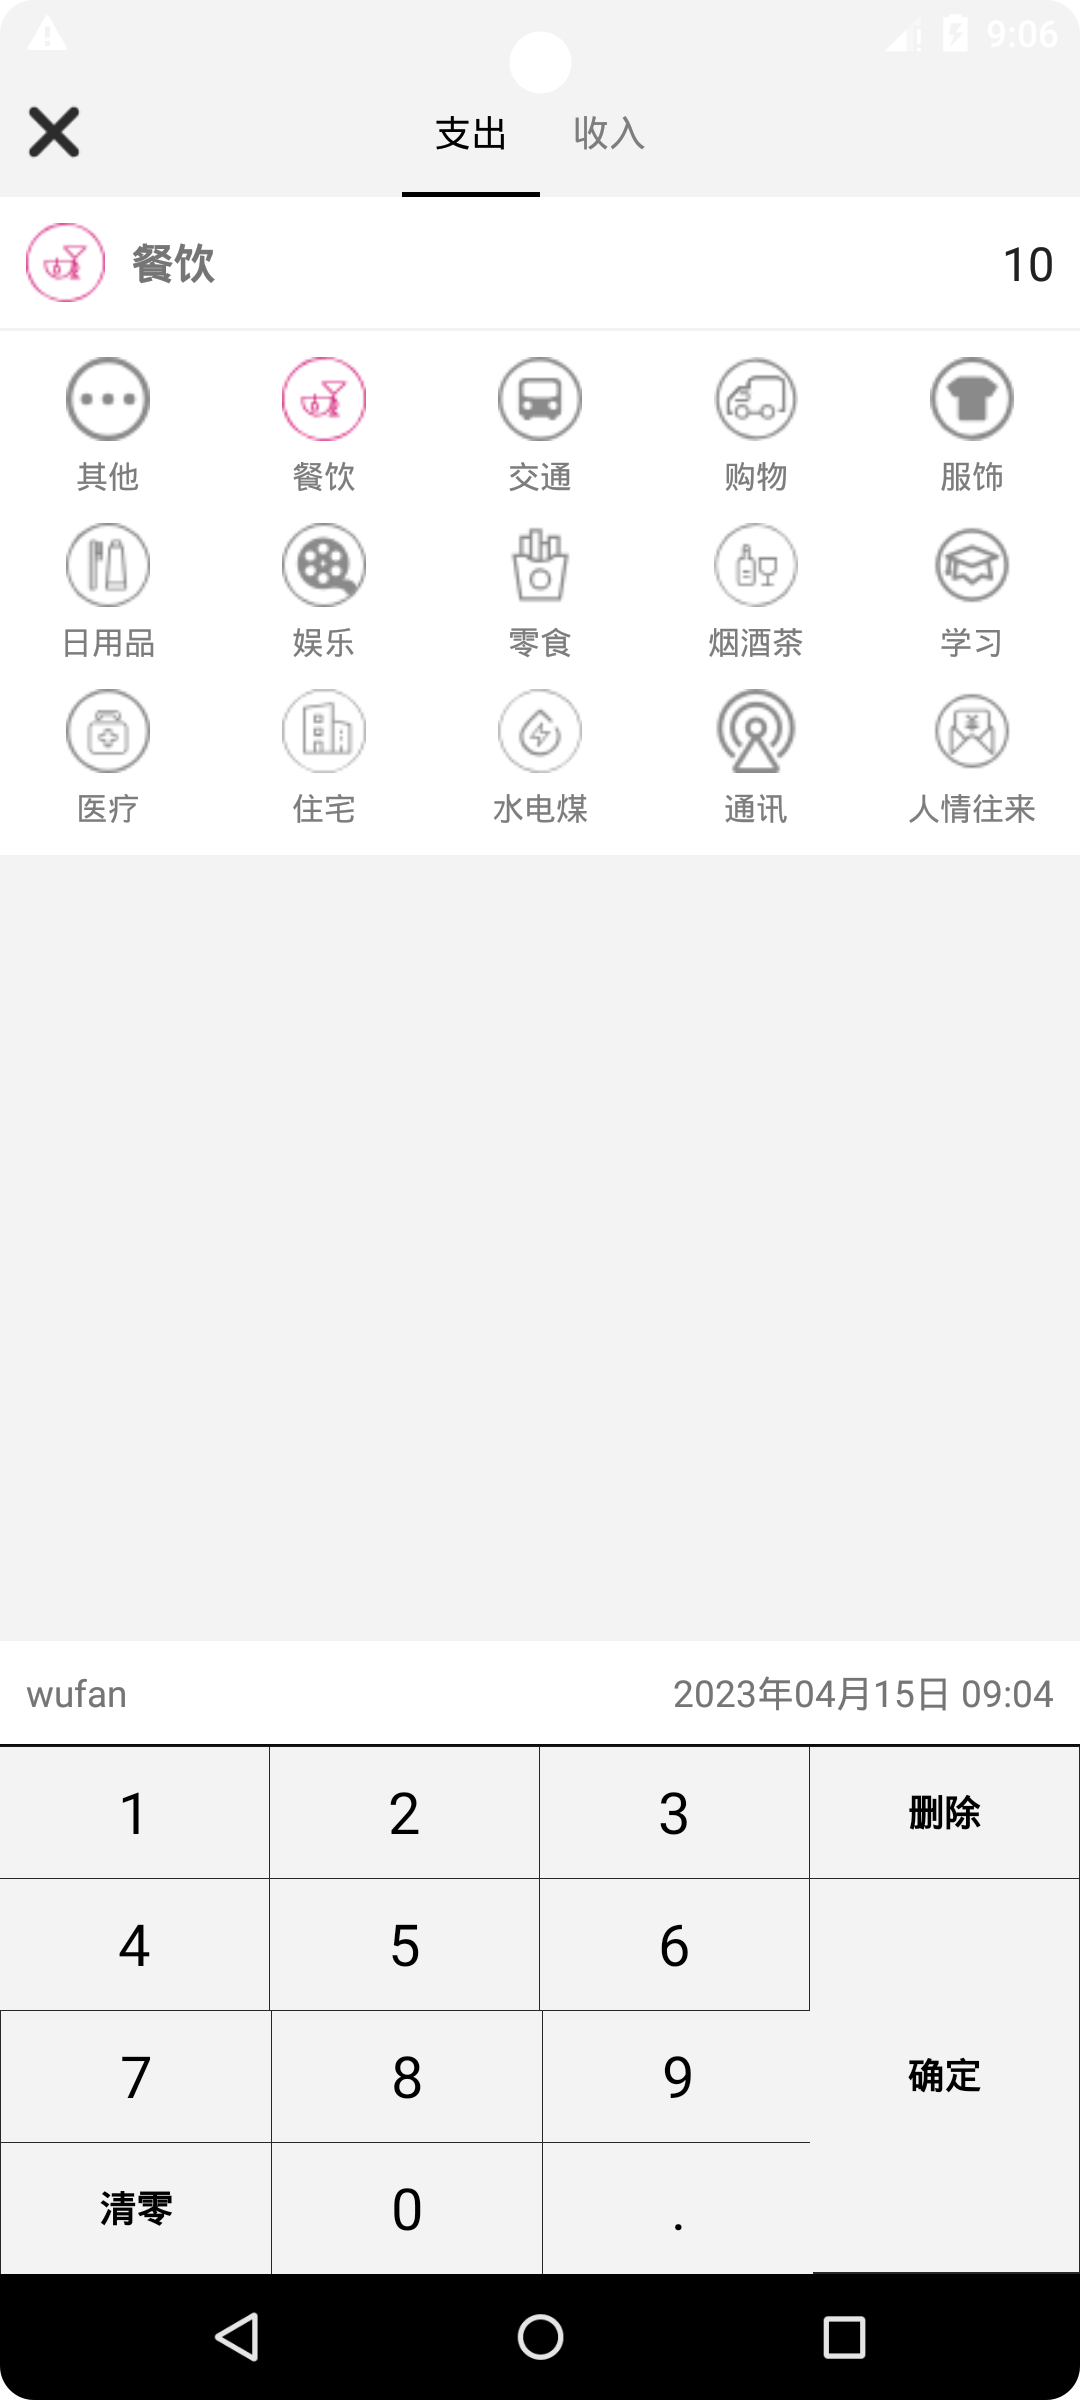 9:06
支出 收入
餐饮 10
其他 餐饮 交通 购物 服饰
日用品 娱乐 零食 烟酒茶 学习
医疗 住宅 水电煤 通讯 人情往来
wufan 2023年04月15日 09:04
1 2 3 删除
4 5 6
7 8 9 确定
清零 0 .